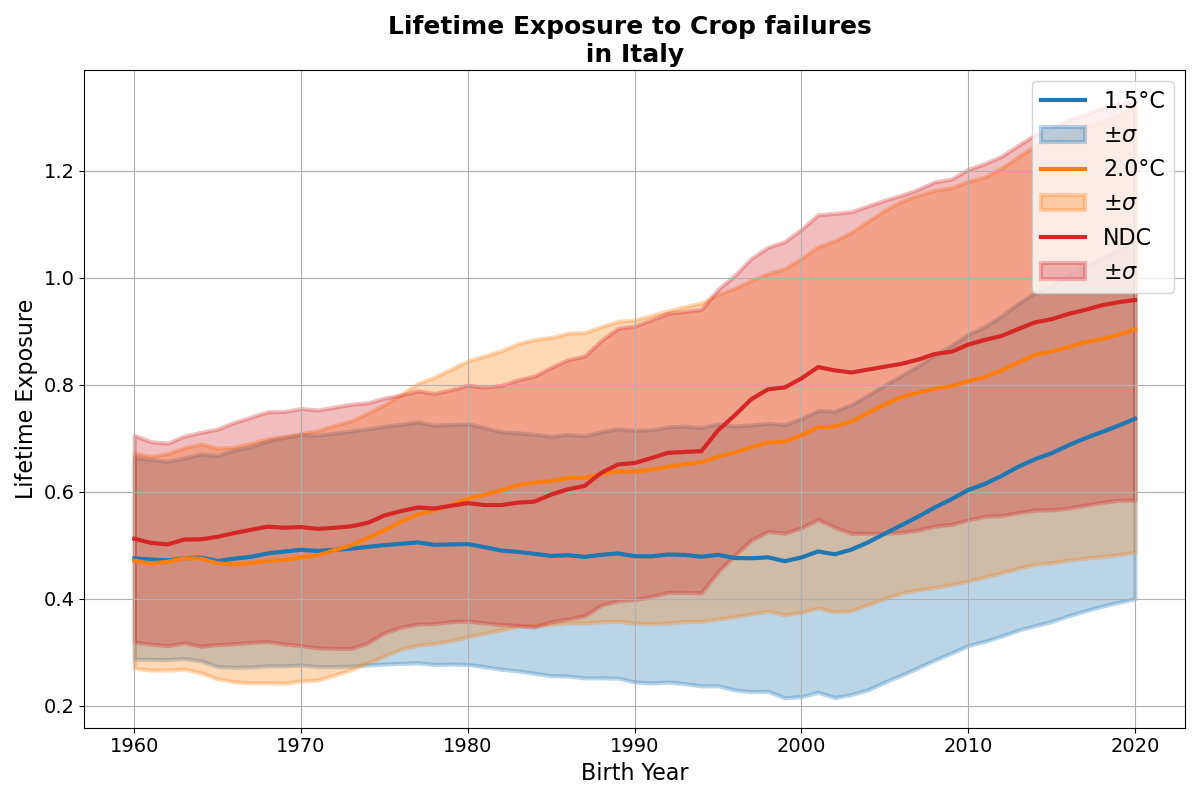 Lifetime Exposure to Crop failures
in Italy
1.5°C
±σ
2.0°C
±σ
NDC
±σ
Lifetime Exposure
1.2
1.0
0.8
0.6
0.4
0.2
1960 1970 1980 1990 2000 2010 2020
Birth Year